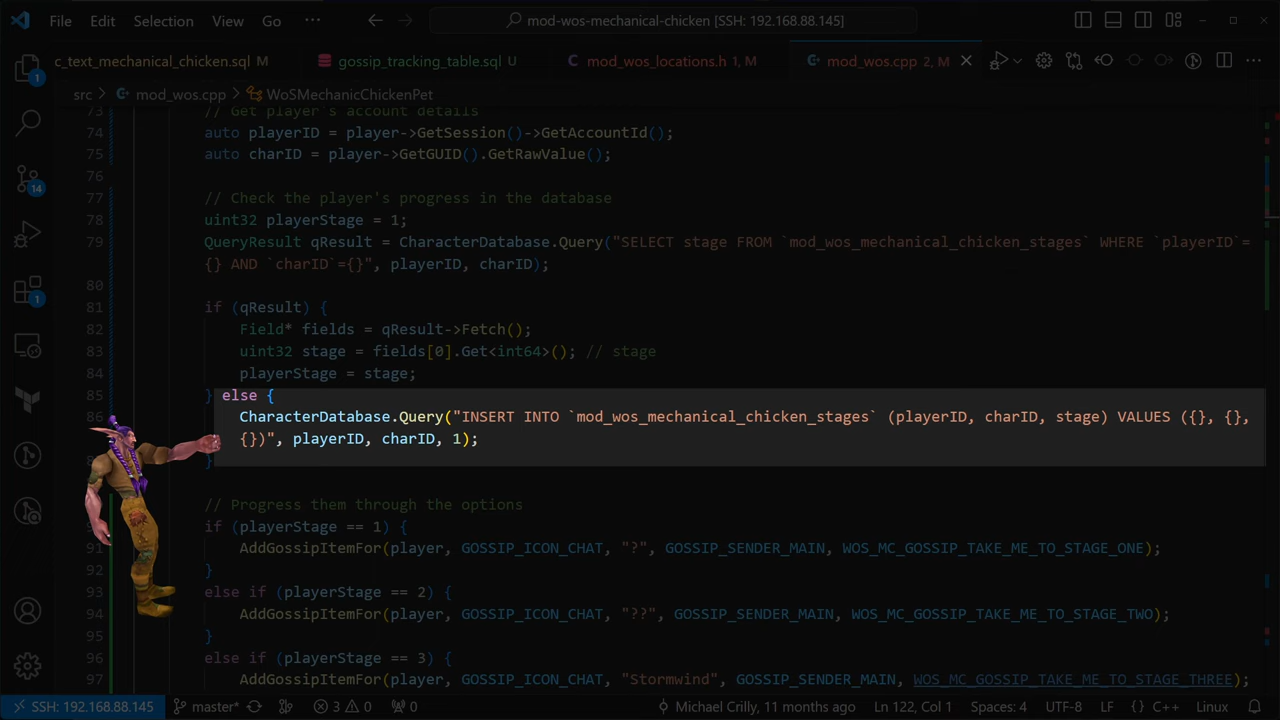 File Edit Selection View Go ··· mod-wos-mechanical-chicken [SSH: 192.168.88.145]
c_text_mechanical_chicken.sql M gossip_tracking_table.sql U C mod_wos_locations.h 1, M mod_wos.cpp 2, M
src > mod_wos.cpp > WoSMechanicChickenPet
73 // Get player's account details
74 auto playerID = player->GetSession()->GetAccountId();
75 auto charID = player->GetGUID().GetRawValue();
76
77 // Check the player's progress in the database
78 uint32 playerStage = 1;
79 QueryResult qResult = CharacterDatabase.Query("SELECT stage FROM `mod_wos_mechanical_chicken_stages` WHERE `playerID`=
{} AND `charID`={}", playerID, charID);
80
81 if (qResult) {
82 Field* fields = qResult->Fetch();
83 uint32 stage = fields[0].Get<int64>(); // stage
84 playerStage = stage;
85 } else {
86 CharacterDatabase.Query("INSERT INTO `mod_wos_mechanical_chicken_stages` (playerID, charID, stage) VALUES ({}, {},
{})", playerID, charID, 1);
}
// Progress them through the options
if (playerStage == 1) {
91 AddGossipItemFor(player, GOSSIP_ICON_CHAT, "?", GOSSIP_SENDER_MAIN, WOS_MC_GOSSIP_TAKE_ME_TO_STAGE_ONE);
92 }
93 else if (playerStage == 2) {
94 AddGossipItemFor(player, GOSSIP_ICON_CHAT, "??", GOSSIP_SENDER_MAIN, WOS_MC_GOSSIP_TAKE_ME_TO_STAGE_TWO);
95 }
96 else if (playerStage == 3) {
97 AddGossipItemFor(player, GOSSIP_ICON_CHAT, "Stormwind", GOSSIP_SENDER_MAIN, WOS_MC_GOSSIP_TAKE_ME_TO_STAGE_THREE);
1
14
1
SSH: 192.168.88.145 master* 3 0 0 Michael Crilly, 11 months ago Ln 122, Col 1 Spaces: 4 UTF-8 LF {} C++ Linux